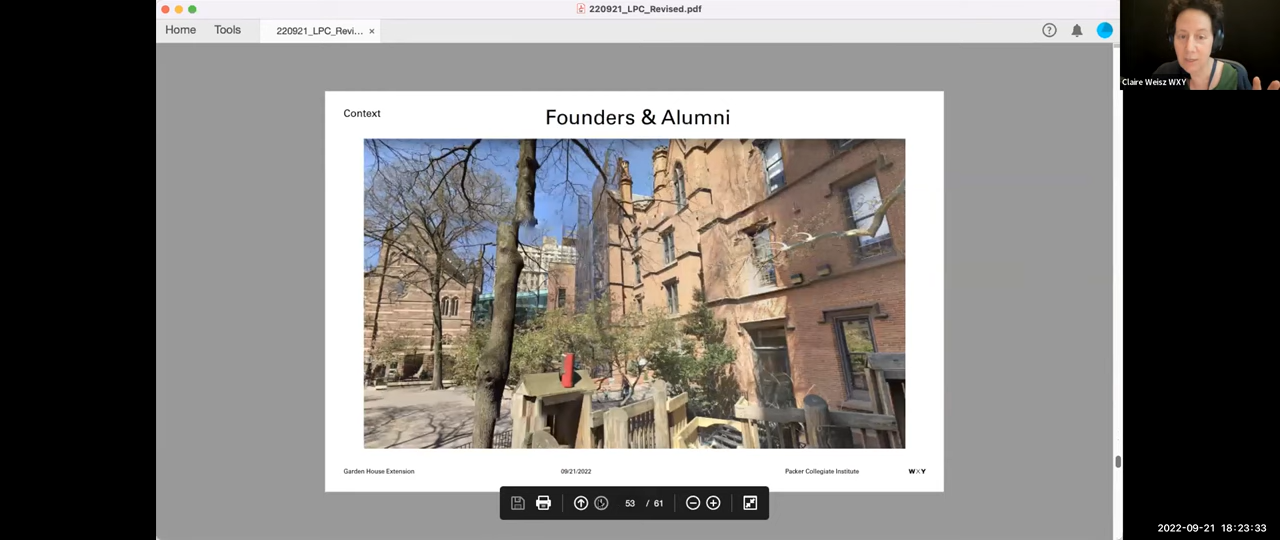 220921_LPC_Revised.pdf
Home
Tools
220921_LPC_Revi...
Claire Weisz WXY
Context
Founders & Alumni
Garden House Extension
09/21/2022
Packer Collegiate Institute
WXY
53 / 61
2022-09-21 18:23:33